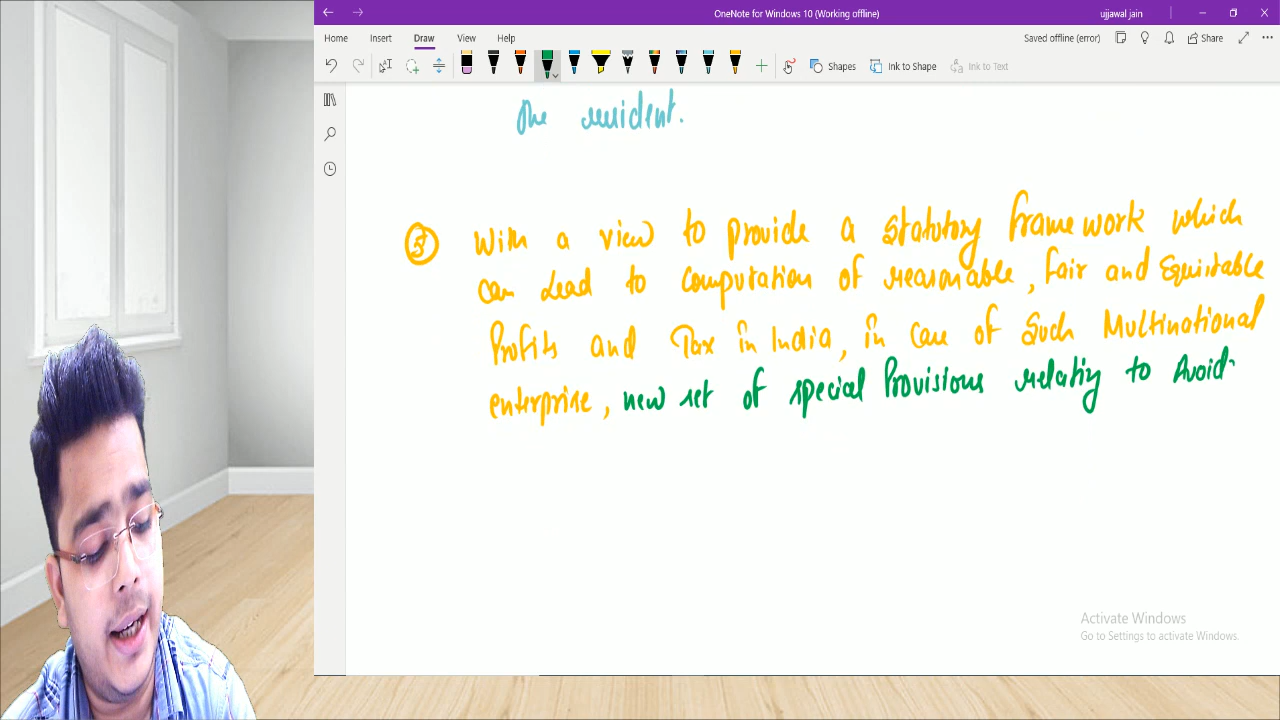 OneNote for Windows 10 (Working offline)
ujjawal jain
Home Insert Draw View Help
Saved offline (error)
Share
Shapes
Ink to Shape
Ink to Text
the resident.
5 With a view to provide a statutory framework which
can lead to computation of reasonable, fair and equitable
Profits and Tax in India, in case of such Multinational
enterprise, new set of special Provisions relating to Avoid
Activate Windows
Go to Settings to activate Windows.